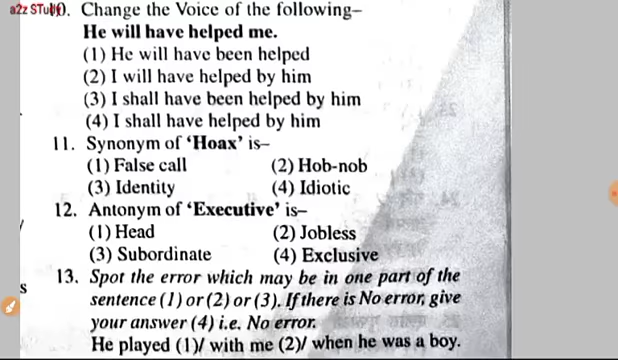 a2z STudy
0. Change the Voice of the following–
He will have helped me.
(1) He will have been helped
(2) I will have helped by him
(3) I shall have been helped by him
(4) I shall have helped by him
11. Synonym of ‘Hoax’ is–
(1) False call (2) Hob-nob
(3) Identity (4) Idiotic
12. Antonym of ‘Executive’ is–
(1) Head (2) Jobless
(3) Subordinate (4) Exclusive
13. Spot the error which may be in one part of the
sentence (1) or (2) or (3). If there is No error, give
your answer (4) i.e. No error.
He played (1)/ with me (2)/ when he was a boy.
s